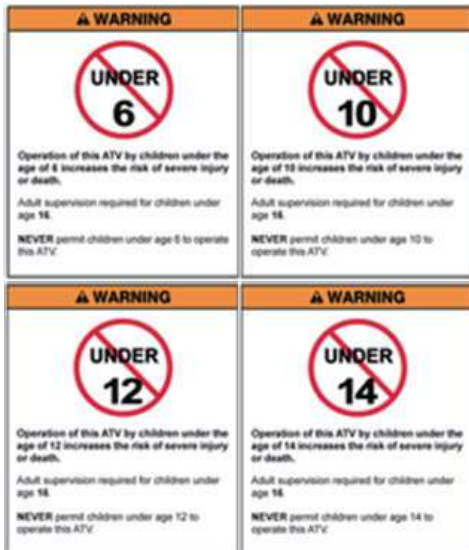 WARNING
UNDER
6
Operation of this ATV by children under the
age of 6 increases the risk of severe injury
or death.
Adult supervision required for children under
age 16.
NEVER permit children under age 6 to operate
this ATV.
WARNING
UNDER
10
Operation of this ATV by children under the
age of 10 increases the risk of severe injury
or death.
Adult supervision required for children under
age 16.
NEVER permit children under age 10 to
operate this ATV.
WARNING
UNDER
12
Operation of this ATV by children under the
age of 12 increases the risk of severe injury
or death.
Adult supervision required for children under
age 16.
NEVER permit children under age 12 to
operate this ATV.
WARNING
UNDER
14
Operation of this ATV by children under the
age of 14 increases the risk of severe injury
or death.
Adult supervision required for children under
age 16.
NEVER permit children under age 14 to
operate this ATV.